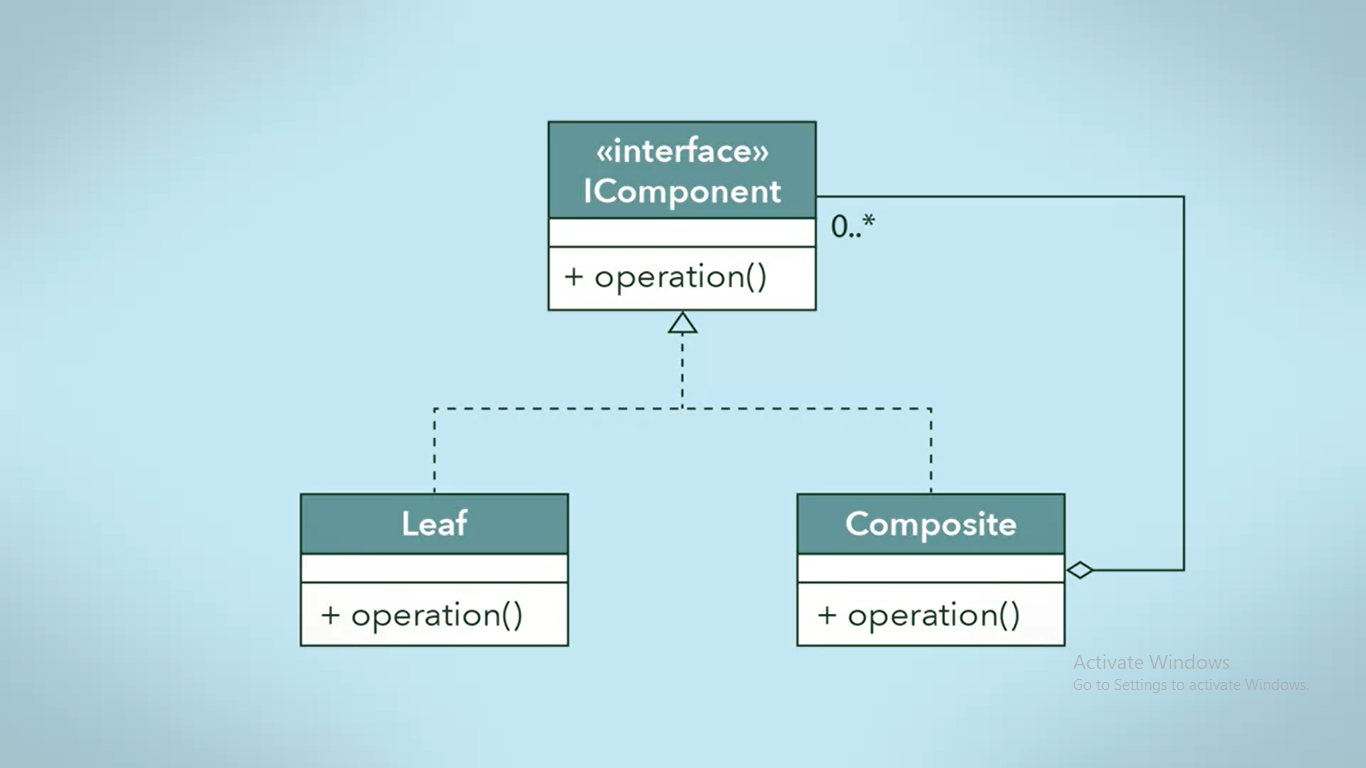 «interface»
IComponent
0..*
+ operation()
Leaf
Composite
+ operation()
+ operation()
Activate Windows
Go to Settings to activate Windows.